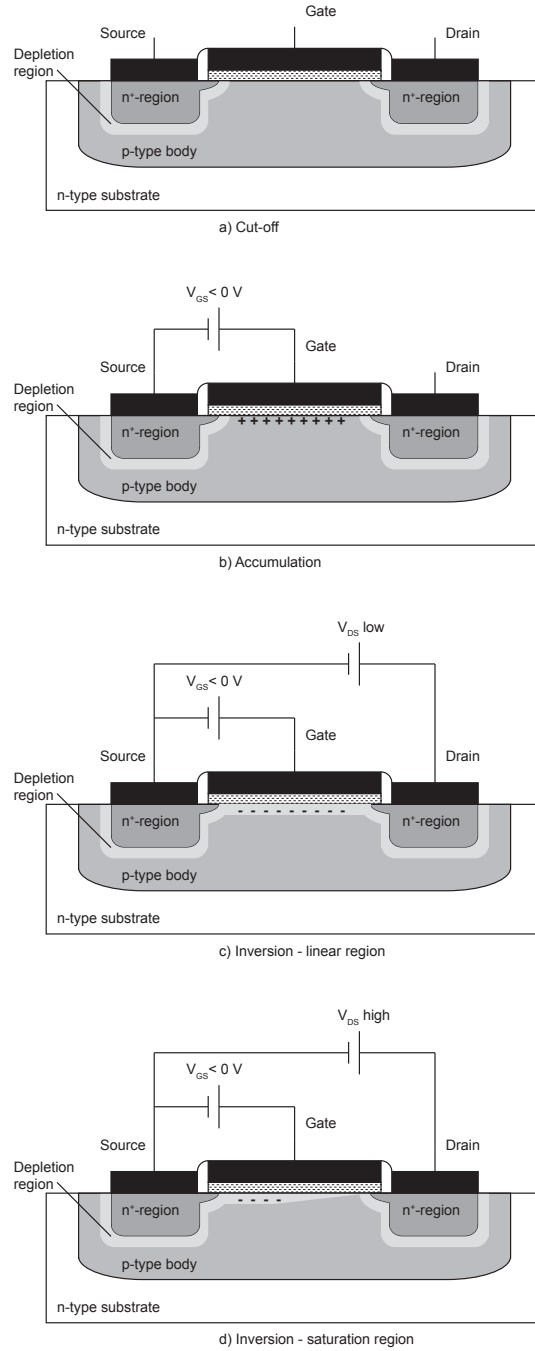 Gate
Source
Drain
Depletion
region
n⁺-region
n⁺-region
p-type body
n-type substrate
a) Cut-off
V_GS< 0 V
Gate
Source
Drain
Depletion
region
+ + + + + + + + +
n⁺-region
n⁺-region
p-type body
n-type substrate
b) Accumulation
V_DS low
V_GS< 0 V
Source
Gate
Drain
Depletion
region
- - - - - - - - -
n⁺-region
n⁺-region
p-type body
n-type substrate
c) Inversion - linear region
V_DS high
V_GS< 0 V
Source
Gate
Drain
Depletion
region
- - - -
n⁺-region
n⁺-region
p-type body
n-type substrate
d) Inversion - saturation region